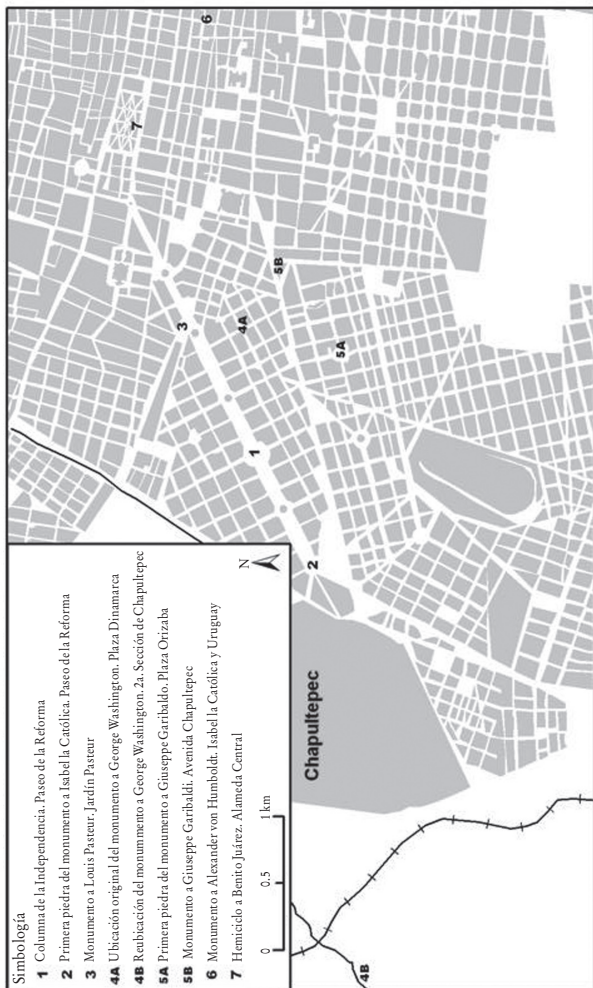 Simbología
1 Columna de la Independencia. Paseo de la Reforma
2 Primera piedra del monumento a Isabel la Católica. Paseo de la Reforma
3 Monumento a Louis Pasteur. Jardín Pasteur
4A Ubicación original del monumento a George Washington. Plaza Dinamarca
4B Reubicación del monummento a George Washington. 2a. Sección de Chapultepec
5A Primera piedra del monumento a Giuseppe Garibaldo. Plaza Orizaba
5B Monumento a Giuseppe Garibaldi. Avenida Chapultepec
6 Monumento a Alexander von Humboldt. Isabel la Católica y Uruguay
7 Hemiciclo a Benito Juárez. Alameda Central
0 0.5 1 km
N
Chapultepec
4B
2
1
3
4A
5A
5B
7
6